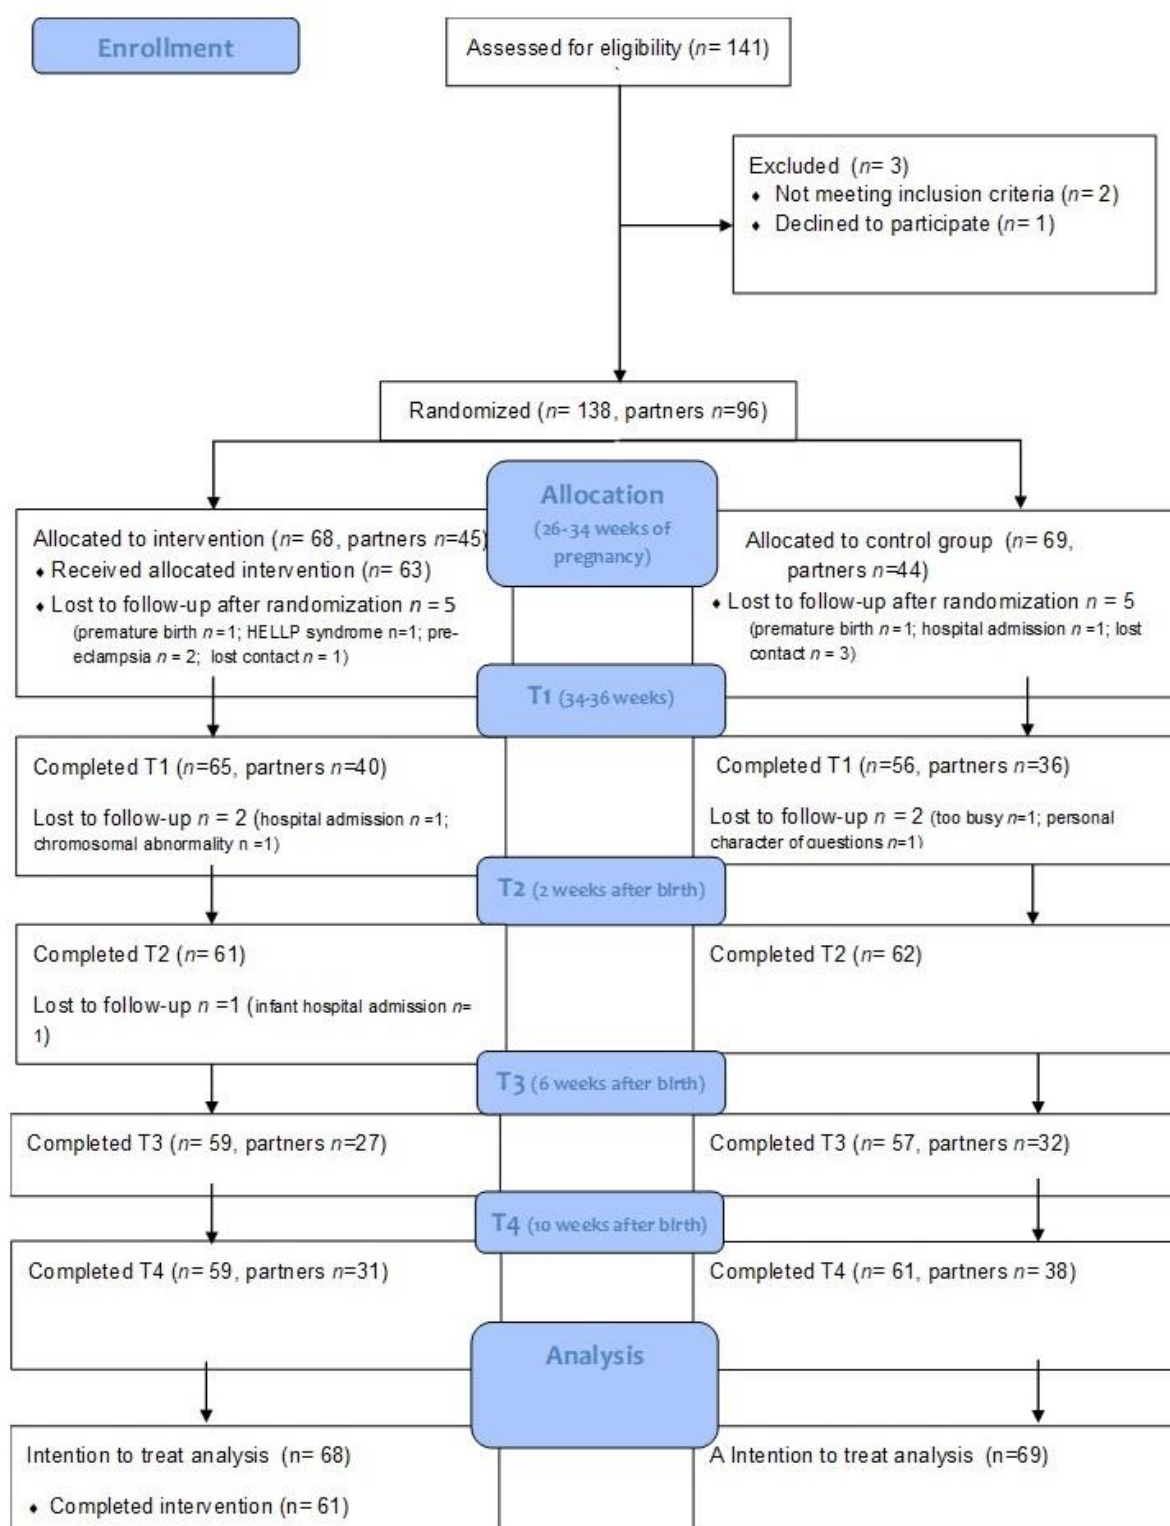 Enrollment
Assessed for eligibility (n= 141)
Excluded (n= 3)
♦ Not meeting inclusion criteria (n= 2)
♦ Declined to participate (n= 1)
Randomized (n= 138, partners n=96)
Allocation
(26-34 weeks of
pregnancy)
Allocated to intervention (n= 68, partners n=45)
♦ Received allocated intervention (n= 63)
♦ Lost to follow-up after randomization n = 5
(premature birth n=1; HELLP syndrome n=1; pre-
eclampsia n = 2; lost contact n = 1)
Allocated to control group (n= 69,
partners n=44)
♦ Lost to follow-up after randomization n = 5
(premature birth n=1; hospital admission n=1; lost
contact n = 3)
T1 (34-36 weeks)
Completed T1 (n=65, partners n=40)
Lost to follow-up n = 2 (hospital admission n =1;
chromosomal abnormality n =1)
Completed T1 (n=56, partners n=36)
Lost to follow-up n = 2 (too busy n=1; personal
character of questions n=1)
T2 (2 weeks after birth)
Completed T2 (n= 61)
Lost to follow-up n =1 (infant hospital admission n=
1)
Completed T2 (n= 62)
T3 (6 weeks after birth)
Completed T3 (n= 59, partners n=27)
Completed T3 (n= 57, partners n=32)
T4 (10 weeks after birth)
Completed T4 (n= 59, partners n=31)
Completed T4 (n= 61, partners n= 38)
Analysis
Intention to treat analysis (n= 68)
♦ Completed intervention (n= 61)
A Intention to treat analysis (n=69)